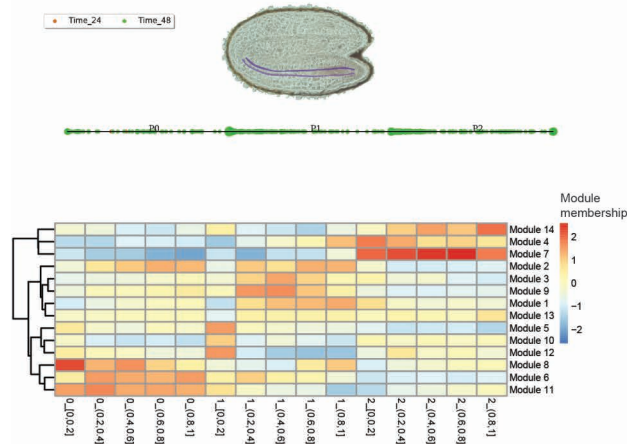 Time_24 Time_48
P0 P1 P2
Module membership
2
1
0
−1
−2
Module 14
Module 4
Module 7
Module 2
Module 3
Module 9
Module 1
Module 13
Module 5
Module 10
Module 12
Module 8
Module 6
Module 11
0_[0,0.2]
0_(0.2,0.4]
0_(0.4,0.6]
0_(0.6,0.8]
0_(0.8,1]
1_[0,0.2]
1_(0.2,0.4]
1_(0.4,0.6]
1_(0.6,0.8]
1_(0.8,1]
2_[0,0.2]
2_(0.2,0.4]
2_(0.4,0.6]
2_(0.6,0.8]
2_(0.8,1]